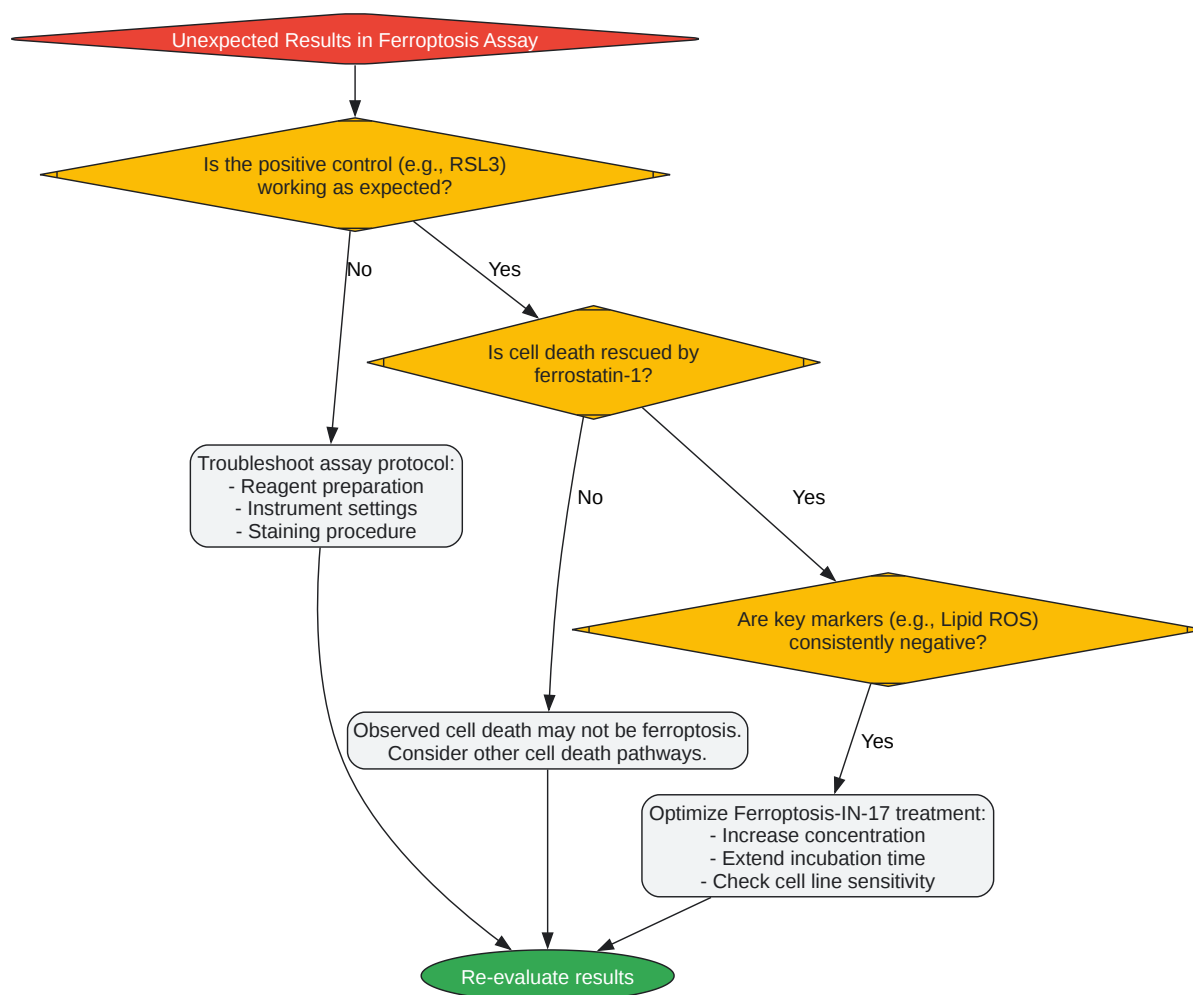 Unexpected Results in Ferroptosis Assay
Is the positive control (e.g., RSL3)
working as expected?
No
Yes
Is cell death rescued by
ferrostatin-1?
Troubleshoot assay protocol:
- Reagent preparation
- Instrument settings
- Staining procedure
No
Yes
Are key markers (e.g., Lipid ROS)
consistently negative?
Observed cell death may not be ferroptosis.
Consider other cell death pathways.
Yes
Optimize Ferroptosis-IN-17 treatment:
- Increase concentration
- Extend incubation time
- Check cell line sensitivity
Re-evaluate results